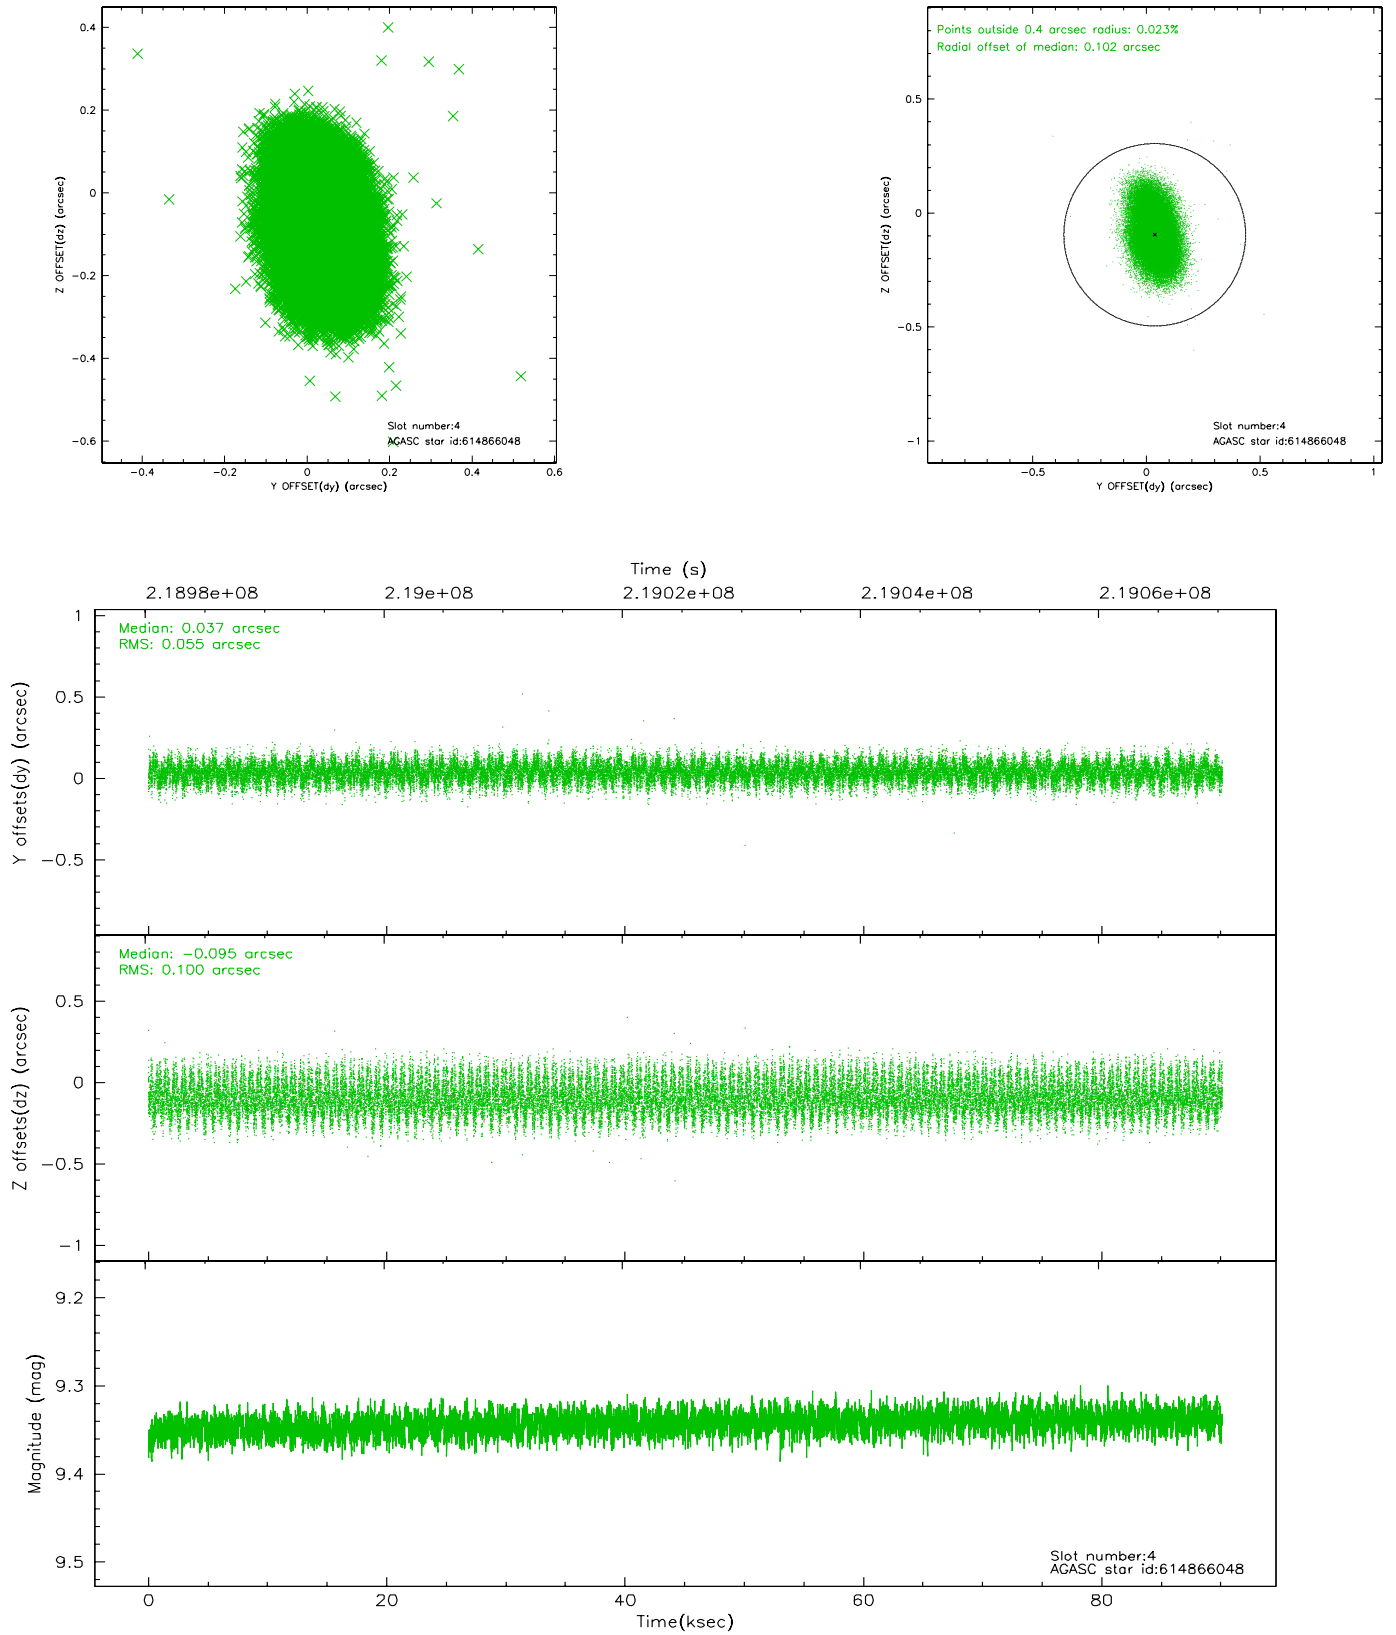 0.4
0.2
0
−0.2
−0.4
−0.6
Z OFFSET(dz) (arcsec)
Slot number:4
AGASC star id:614866048
−0.4
−0.2
0
0.2
0.4
0.6
Y OFFSET(dy) (arcsec)
Points outside 0.4 arcsec radius: 0.023%
Radial offset of median: 0.102 arcsec
0.5
0
−0.5
−1
Z OFFSET(dz) (arcsec)
Slot number:4
AGASC star id:614866048
−0.5
0
0.5
1
Y OFFSET(dy) (arcsec)
Time (s)
2.1898e+08
2.19e+08
2.1902e+08
2.1904e+08
2.1906e+08
Median: 0.037 arcsec
RMS: 0.055 arcsec
1
0.5
0
−0.5
Y offsets(dy) (arcsec)
Median: −0.095 arcsec
RMS: 0.100 arcsec
0.5
0
−0.5
−1
Z offsets(dz) (arcsec)
9.2
9.3
9.4
9.5
Magnitude (mag)
Slot number:4
AGASC star id:614866048
0
20
40
60
80
Time(ksec)